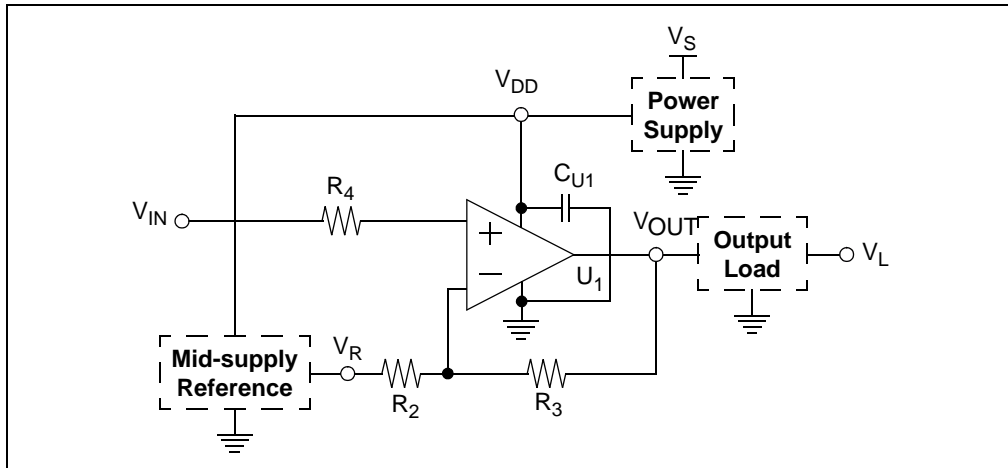 V_S
V_DD
Power
Supply
C_U1
R_4
V_IN
V_OUT
+
−
U_1
Output
Load
V_L
Mid-supply
Reference
V_R
R_2
R_3